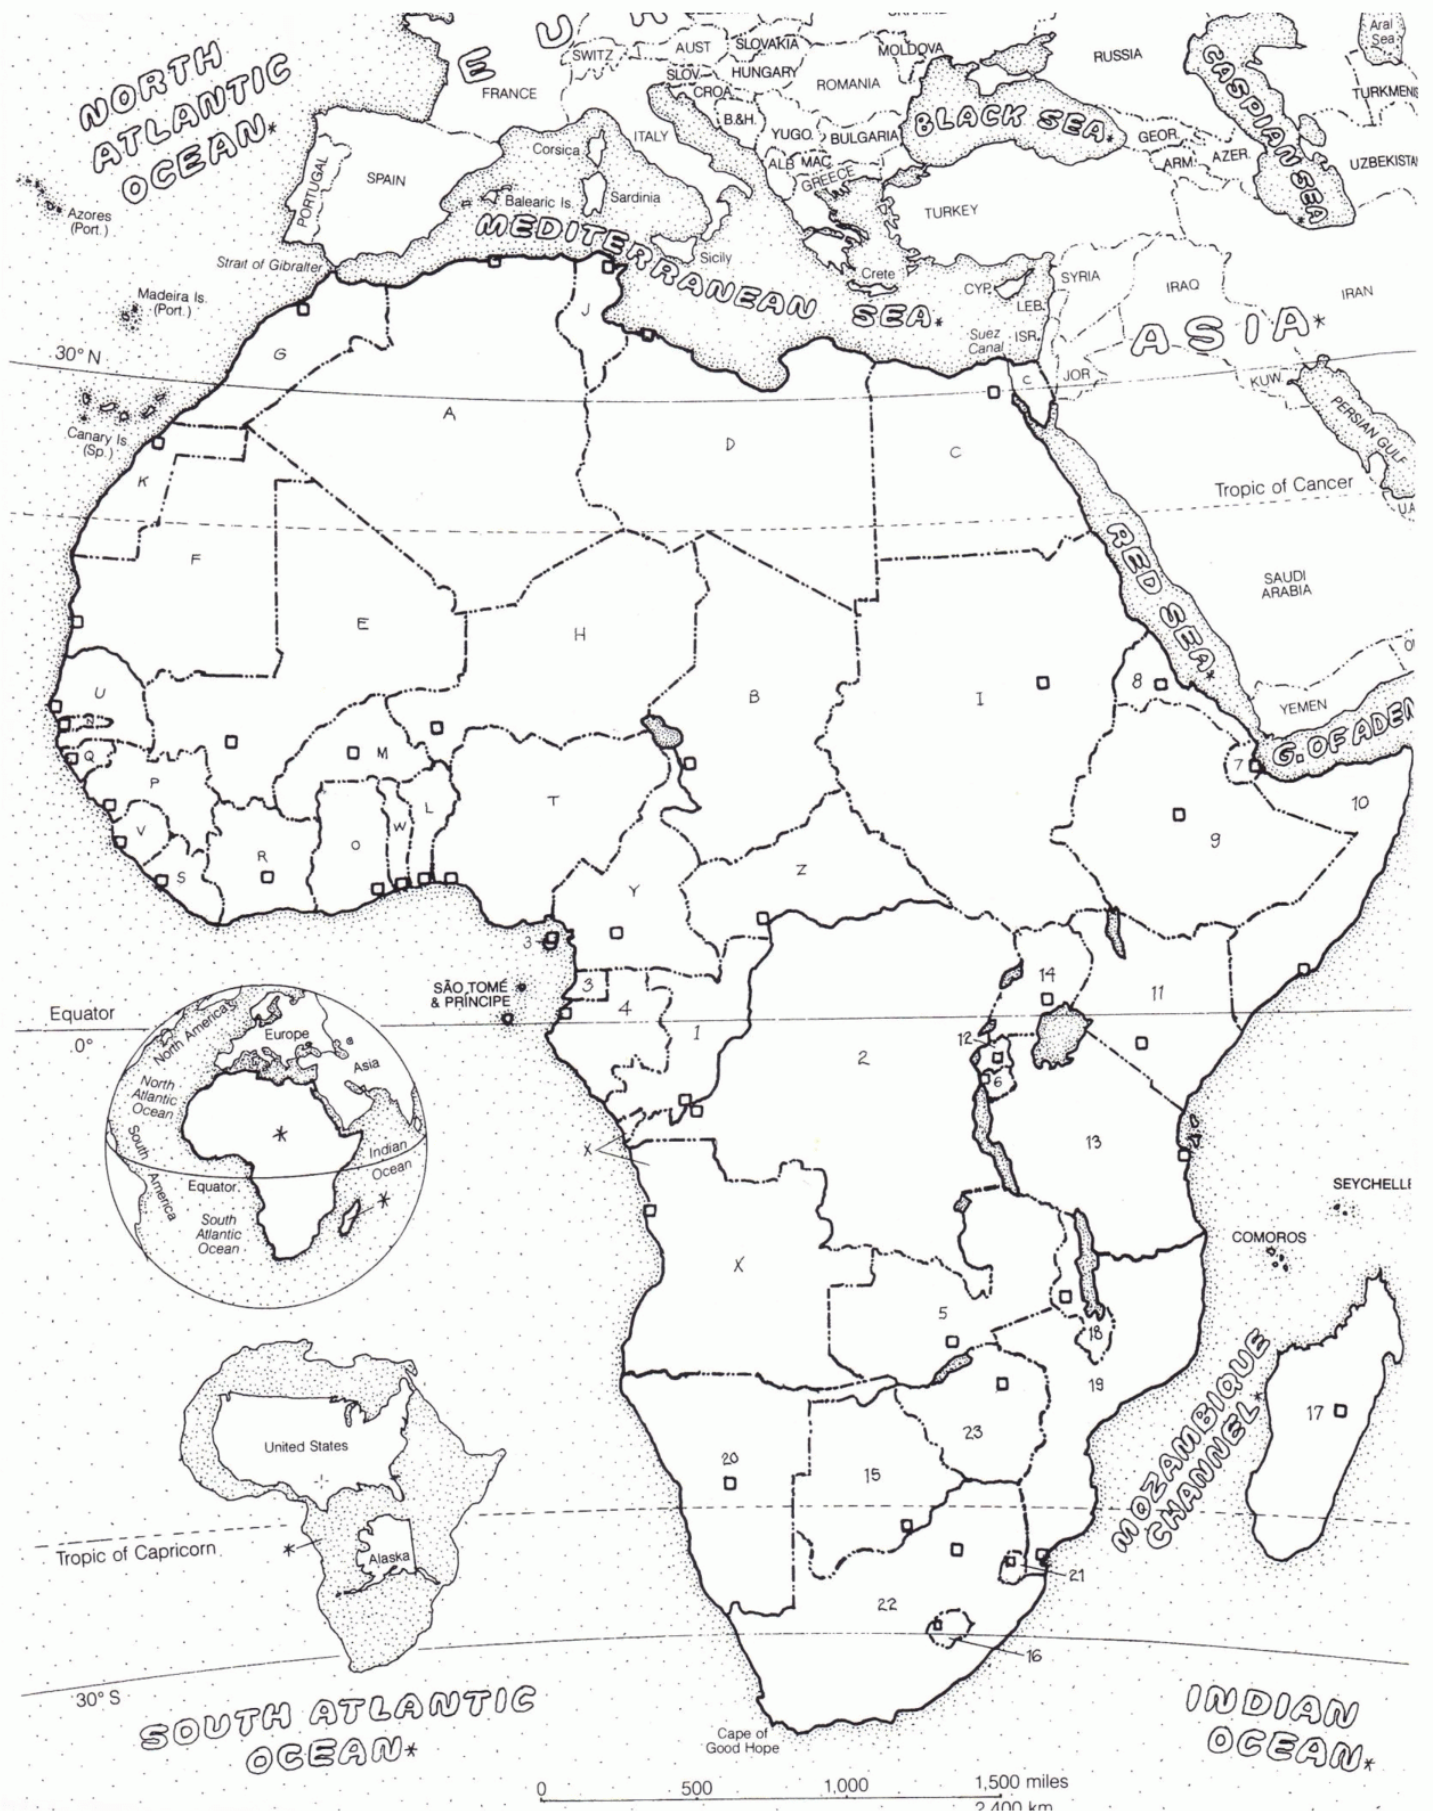 E
U
R
NORTH
ATLANTIC
OCEAN*
SWITZ
AUST
SLOVAKIA
MOLDOVA
RUSSIA
Aral
Sea
FRANCE
SLOV.
HUNGARY
ROMANIA
CROA.
B.&H.
YUGO.
BULGARIA
BLACK SEA*
GEOR.
ARM.
AZER.
CASPIAN SEA*
TURKMENIS
UZBEKISTA
Corsica
ITALY
ALB
MAC.
GREECE
PORTUGAL
SPAIN
Balearic Is.
Sardinia
TURKEY
Azores
(Port.)
MEDITERRANEAN SEA*
Strait of Gibralter
Sicily
Crete
CYP.
SYRIA
IRAQ
IRAN
LEB.
Madeira Is.
(Port.)
Suez
Canal
ISR.
ASIA*
JOR
KUW.
PERSIAN GULF
30° N
J
G
C
A
D
C
Canary Is.
(Sp.)
K
Tropic of Cancer
U.A
F
RED SEA*
SAUDI
ARABIA
E
H
I
B
U
N
Q
P
M
8
YEMEN
O
G. OF ADEN
7
T
L
W
V
O
R
S
10
9
Z
Y
3
SÃO TOMÉ
& PRÍNCIPE
3
4
1
14
11
Equator
0°
2
12
6
13
North America
Europe
Asia
North
Atlantic
Ocean
South
America
*
Indian
Ocean
Equator
*
South
Atlantic
Ocean
X
SEYCHELLE
COMOROS
X
5
18
19
17
MOZAMBIQUE
CHANNEL*
United States
20
23
15
Tropic of Capricorn
*
Alaska
21
22
16
30° S
SOUTH ATLANTIC
OCEAN*
INDIAN
OCEAN*
Cape of
Good Hope
0
500
1,000
1,500 miles
2,400 km